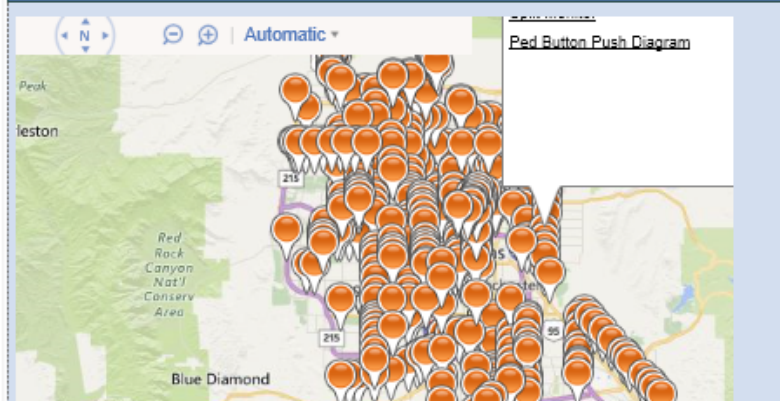 N
Automatic
Ped Button Push Diagram
Peak
leston
215
Red
Rock
Canyon
Nat'l
Conserv
Area
215
95
Blue Diamond